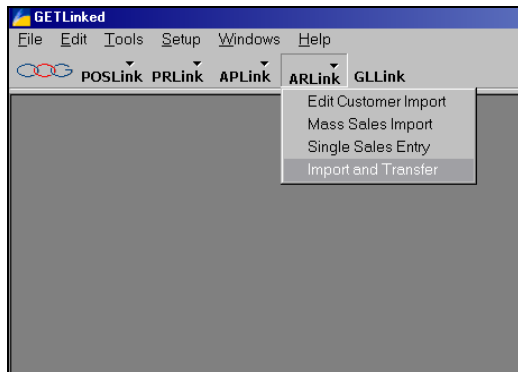 GETLinked
File Edit Tools Setup Windows Help
POSLink PRLink APLink ARLink GLLink
Edit Customer Import
Mass Sales Import
Single Sales Entry
Import and Transfer